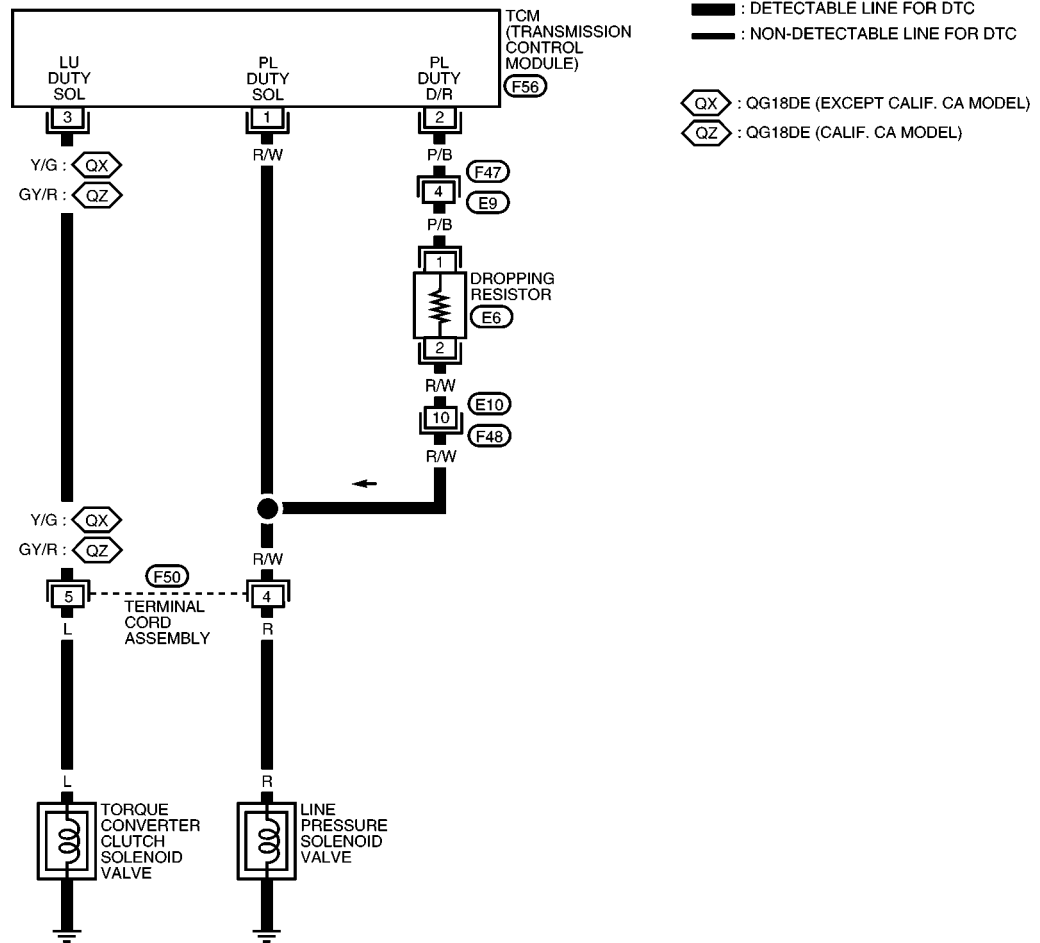 TCM
(TRANSMISSION
CONTROL
MODULE)
F56
LU
DUTY
SOL
PL
DUTY
SOL
PL
DUTY
D/R
: DETECTABLE LINE FOR DTC
: NON-DETECTABLE LINE FOR DTC
QX : QG18DE (EXCEPT CALIF. CA MODEL)
QZ : QG18DE (CALIF. CA MODEL)
3
1
2
Y/G : QX
GY/R : QZ
R/W
P/B
F47
4
E9
P/B
1
DROPPING
RESISTOR
E6
2
R/W
E10
10
F48
R/W
Y/G : QX
GY/R : QZ
R/W
5
F50
4
TERMINAL
CORD
ASSEMBLY
L
R
L
R
TORQUE
CONVERTER
CLUTCH
SOLENOID
VALVE
LINE
PRESSURE
SOLENOID
VALVE